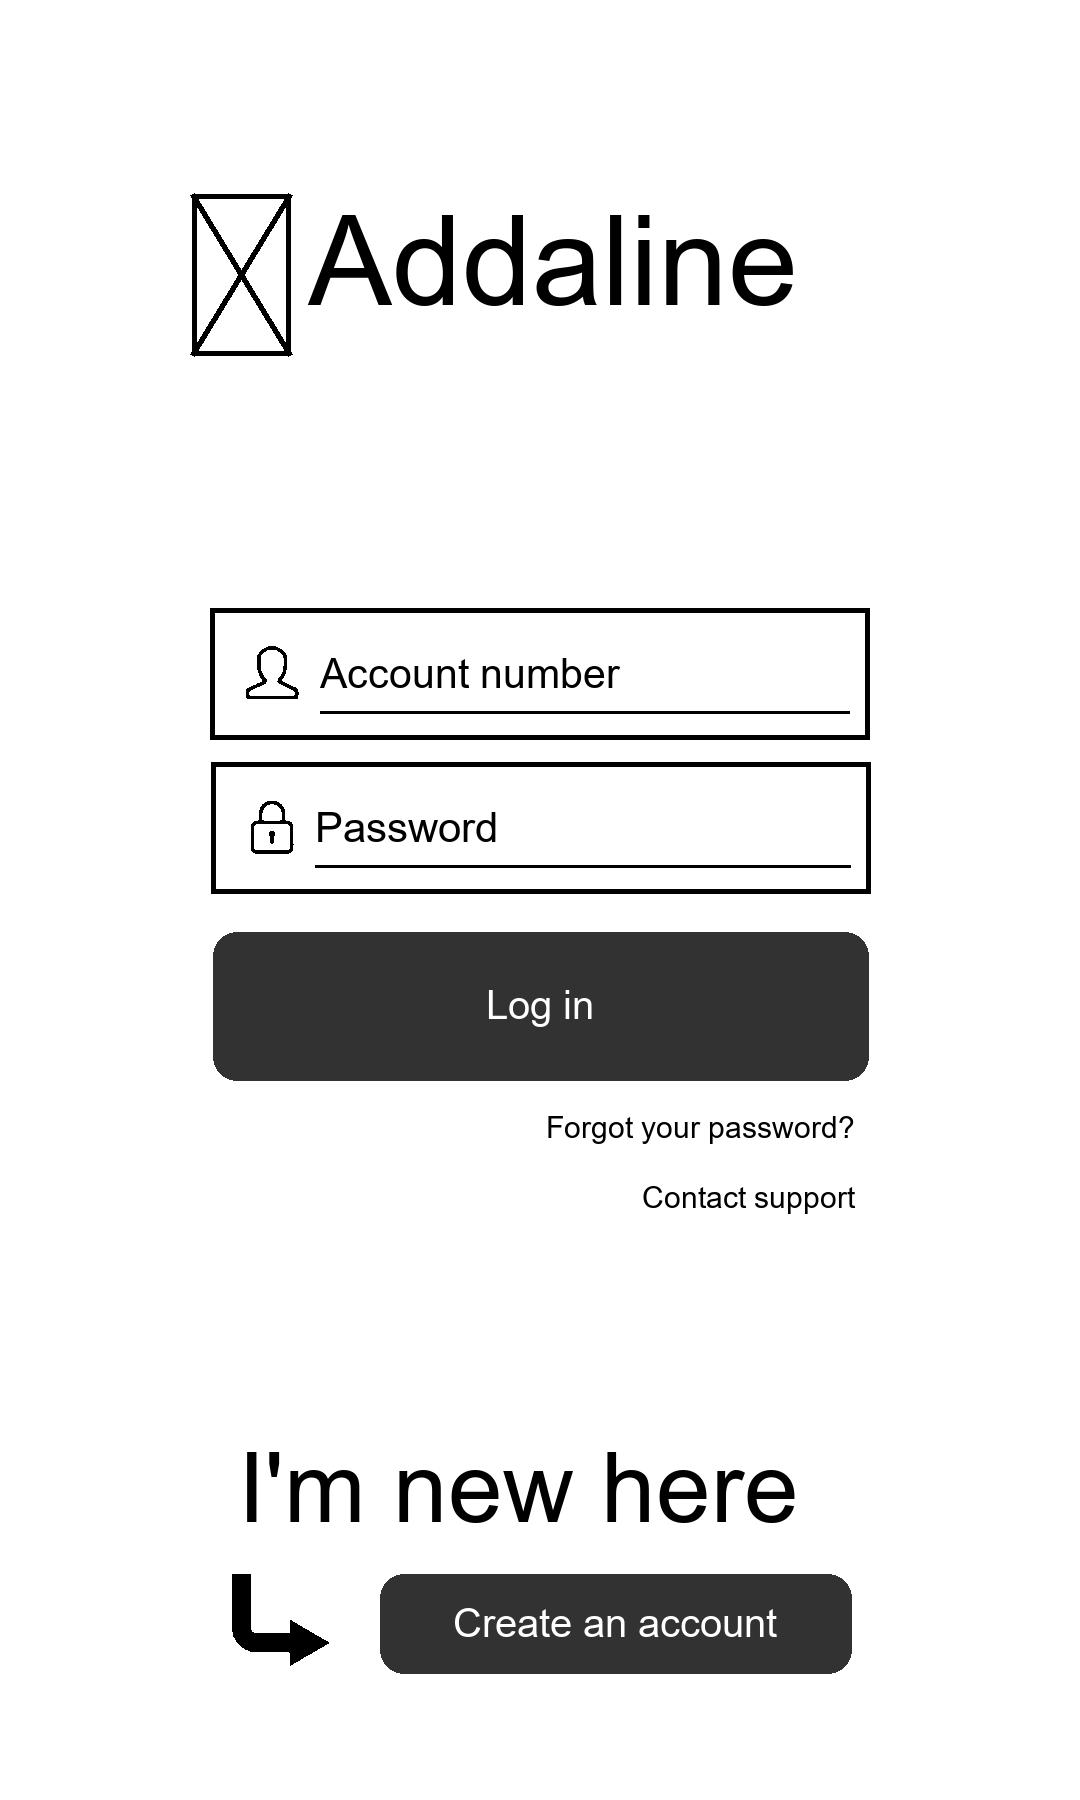 Addaline
Account number
Password
Log in
Forgot your password?
Contact support
I'm new here
Create an account